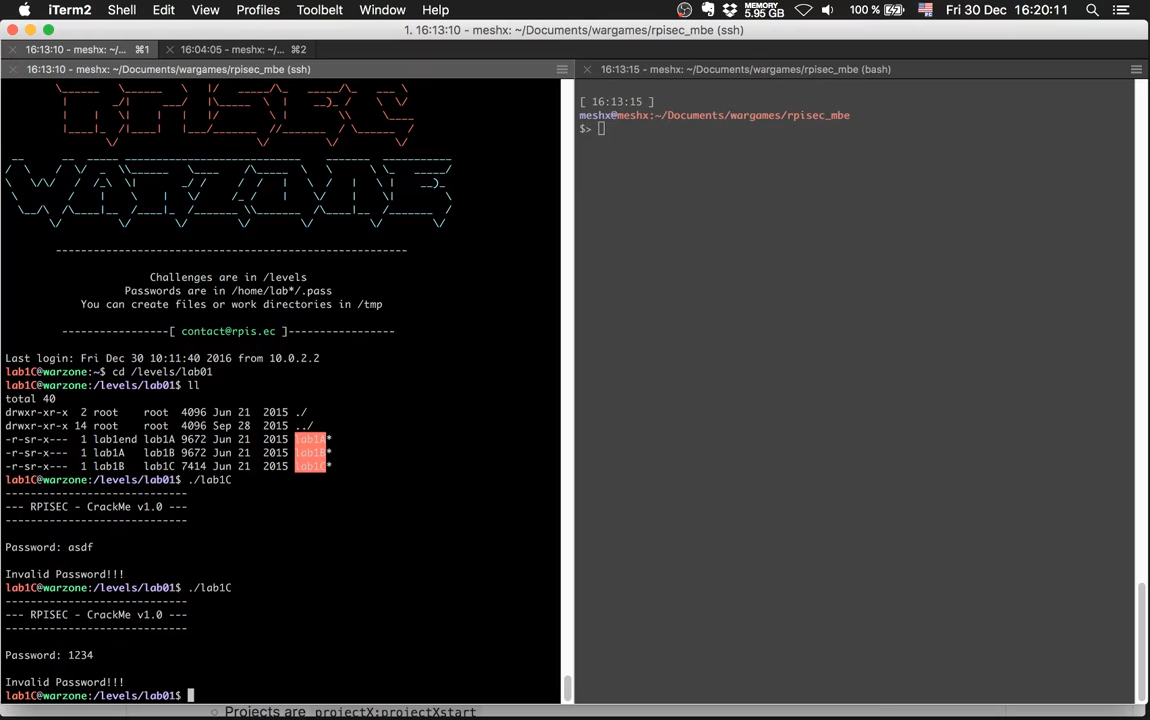 iTerm2 Shell Edit View Profiles Toolbelt Window Help MEMORY 5.95 GB 100 % Fri 30 Dec 16:20:11
1. 16:13:10 - meshx: ~/Documents/wargames/rpisec_mbe (ssh)
16:13:10 - meshx: ~/... ⌘1 16:04:05 - meshx: ~/... ⌘2
16:13:10 - meshx: ~/Documents/wargames/rpisec_mbe (ssh)
RPISEC
WARZONE
-----------------------------------------------------
Challenges are in /levels
Passwords are in /home/lab*/.pass
You can create files or work directories in /tmp
----------------[ contact@rpis.ec ]----------------
Last login: Fri Dec 30 10:11:40 2016 from 10.0.2.2
lab1C@warzone:~$ cd /levels/lab01
lab1C@warzone:/levels/lab01$ ll
total 40
drwxr-xr-x 2 root root 4096 Jun 21 2015 ./
drwxr-xr-x 14 root root 4096 Sep 28 2015 ../
-r-sr-x--- 1 lab1end lab1A 9672 Jun 21 2015 lab1A*
-r-sr-x--- 1 lab1A lab1B 9672 Jun 21 2015 lab1B*
-r-sr-x--- 1 lab1B lab1C 7414 Jun 21 2015 lab1C*
lab1C@warzone:/levels/lab01$ ./lab1C
----------------------------
--- RPISEC - CrackMe v1.0 ---
----------------------------
Password: asdf
Invalid Password!!!
lab1C@warzone:/levels/lab01$ ./lab1C
----------------------------
--- RPISEC - CrackMe v1.0 ---
----------------------------
Password: 1234
Invalid Password!!!
lab1C@warzone:/levels/lab01$
16:13:15 - meshx: ~/Documents/wargames/rpisec_mbe (bash)
[ 16:13:15 ]
meshx@meshx:~/Documents/wargames/rpisec_mbe
$>
Projects are projectX:projectXstart